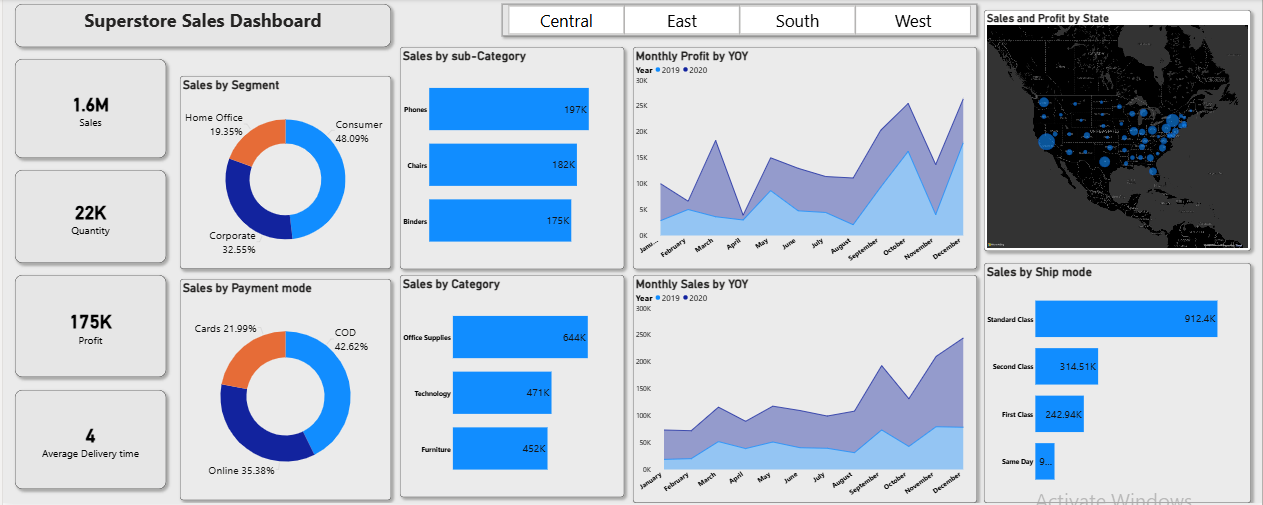 Superstore Sales Dashboard
Central
East
South
West
1.6M
Sales
22K
Quantity
175K
Profit
4
Average Delivery time
Sales by Segment
Home Office
19.35%
Consumer
48.09%
Corporate
32.55%
Sales by Payment mode
Cards 21.99%
COD
42.62%
Online 35.38%
Sales by sub-Category
Phones
197K
Chairs
182K
Binders
175K
Sales by Category
Office Supplies
644K
Technology
471K
Furniture
452K
Monthly Profit by YOY
Year 2019 2020
30K
25K
20K
15K
10K
5K
0K
Janu...
February
March
April
May
June
July
August
September
October
November
December
Monthly Sales by YOY
Year 2019 2020
300K
250K
200K
150K
100K
50K
0K
January
February
March
April
May
June
July
August
September
October
November
December
Sales and Profit by State
Sales by Ship mode
Standard Class
912.4K
Second Class
314.51K
First Class
242.94K
Same Day
9...
Activate Windows